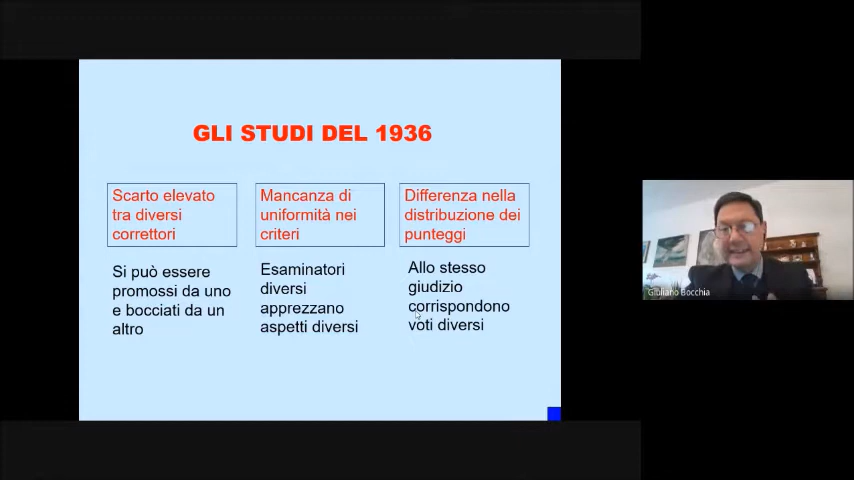 GLI STUDI DEL 1936
Scarto elevato
tra diversi
correttori
Si può essere
promossi da uno
e bocciati da un
altro
Mancanza di
uniformità nei
criteri
Esaminatori
diversi
apprezzano
aspetti diversi
Differenza nella
distribuzione dei
punteggi
Allo stesso
giudizio
corrispondono
voti diversi
Giuliano Bocchia